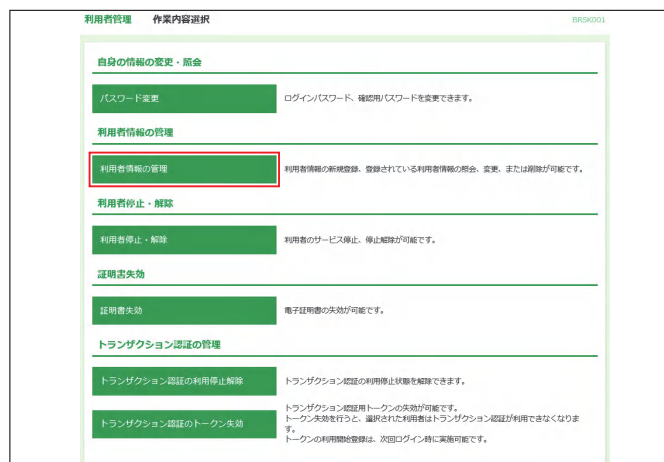 利用者管理 作業内容選択 BRSK001
自身の情報の変更・照会
パスワード変更 ログインパスワード、確認用パスワードを変更できます。
利用者情報の管理
利用者情報の管理 利用者情報の新規登録、登録されている利用者情報の照会、変更、または削除が可能です。
利用者停止・解除
利用者停止・解除 利用者のサービス停止、停止解除が可能です。
証明書失効
証明書失効 電子証明書の失効が可能です。
トランザクション認証の管理
トランザクション認証の利用停止解除 トランザクション認証の利用停止状態を解除できます。
トランザクション認証のトークン失効 トランザクション認証用トークンの失効が可能です。
トークン失効を行うと、選択された利用者はトランザクション認証が利用できなくなりま
す。
トークンの利用開始登録は、次回ログイン時に実施可能です。